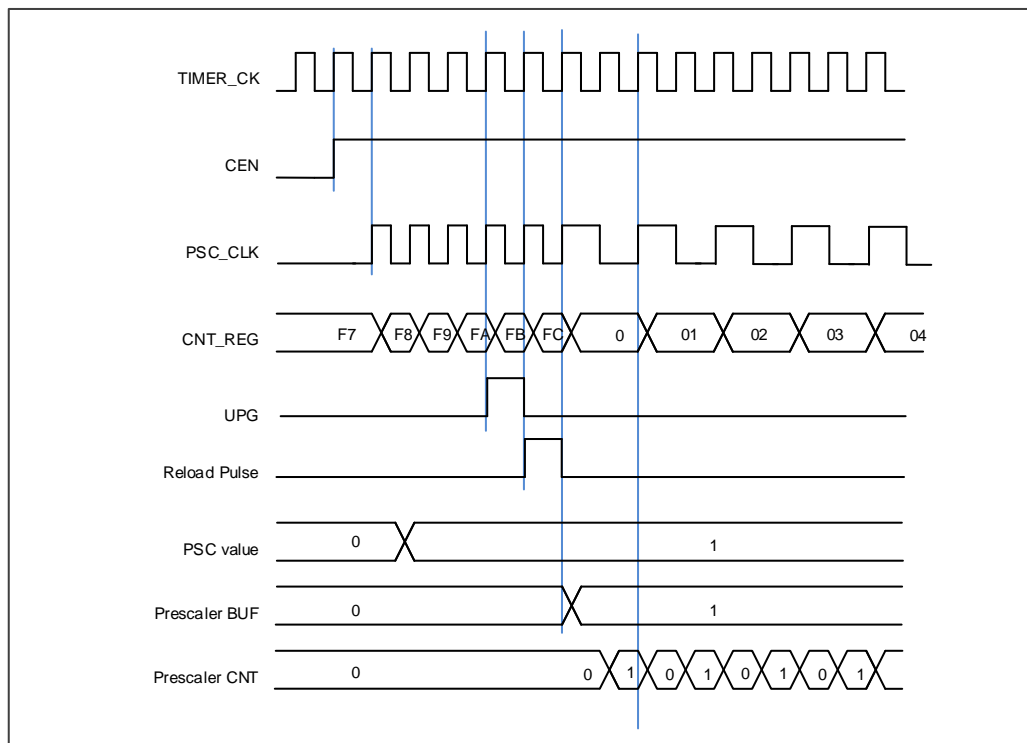 TIMER_CK
CEN
PSC_CLK
CNT_REG F7 F8 F9 FA FB FC 0 01 02 03 04
UPG
Reload Pulse
PSC value 0 1
Prescaler BUF 0 1
Prescaler CNT 0 0 1 0 1 0 1 0 1